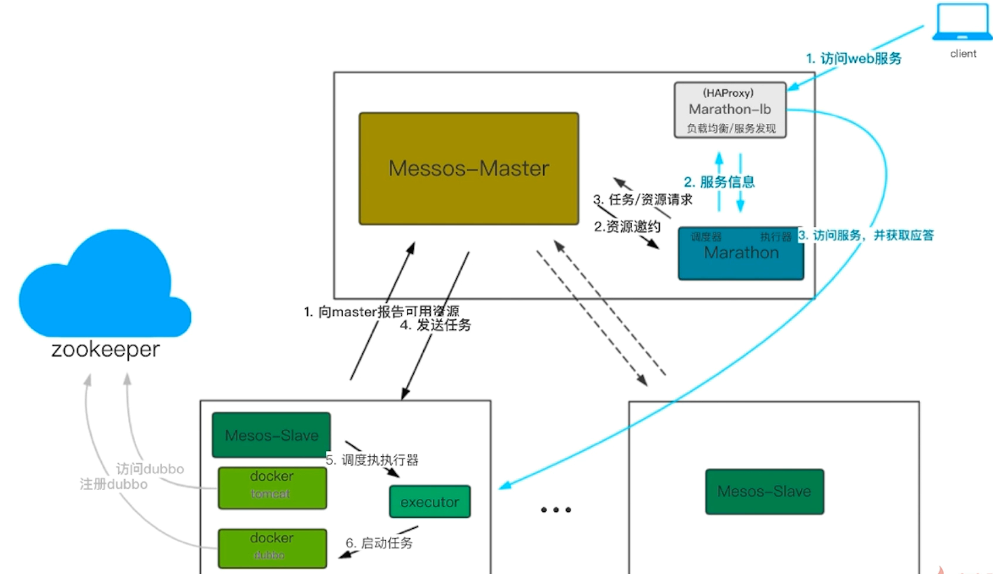 client
1. 访问web服务
(HAProxy)
Marathon-lb
负载均衡/服务发现
Messos-Master
2. 服务信息
3. 任务/资源请求
2.资源邀约
调度器
执行器
Marathon
3. 访问服务，并获取应答
1. 向master报告可用资源
4. 发送任务
zookeeper
Mesos-Slave
5. 调度执执行器
访问dubbo
注册dubbo
docker
tomcat
executor
docker
dubbo
6. 启动任务
Mesos-Slave